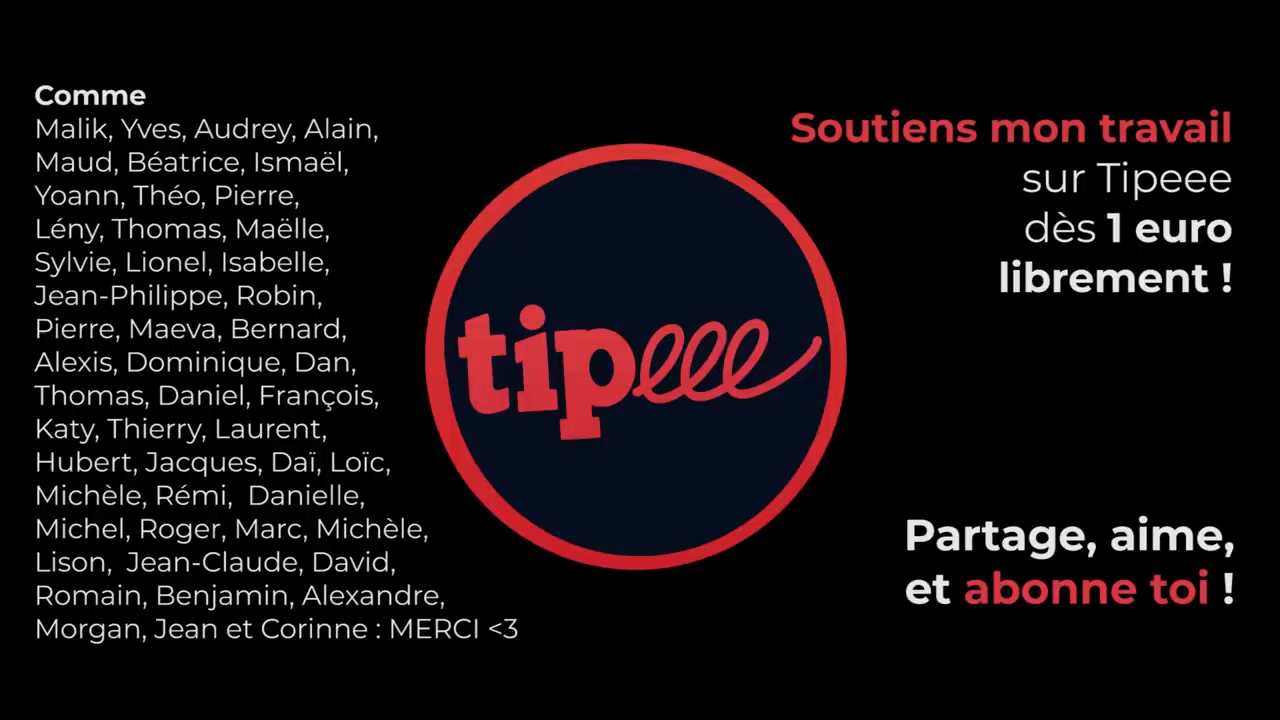 Comme
Malik, Yves, Audrey, Alain,
Maud, Béatrice, Ismaël,
Yoann, Théo, Pierre,
Lény, Thomas, Maëlle,
Sylvie, Lionel, Isabelle,
Jean-Philippe, Robin,
Pierre, Maeva, Bernard,
Alexis, Dominique, Dan,
Thomas, Daniel, François,
Katy, Thierry, Laurent,
Hubert, Jacques, Daï, Loïc,
Michèle, Rémi,  Danielle,
Michel, Roger, Marc, Michèle,
Lison,  Jean-Claude, David,
Romain, Benjamin, Alexandre,
Morgan, Jean et Corinne : MERCI <3
tipeee
Soutiens mon travail
sur Tipeee
dès 1 euro
librement !
Partage, aime,
et abonne toi !